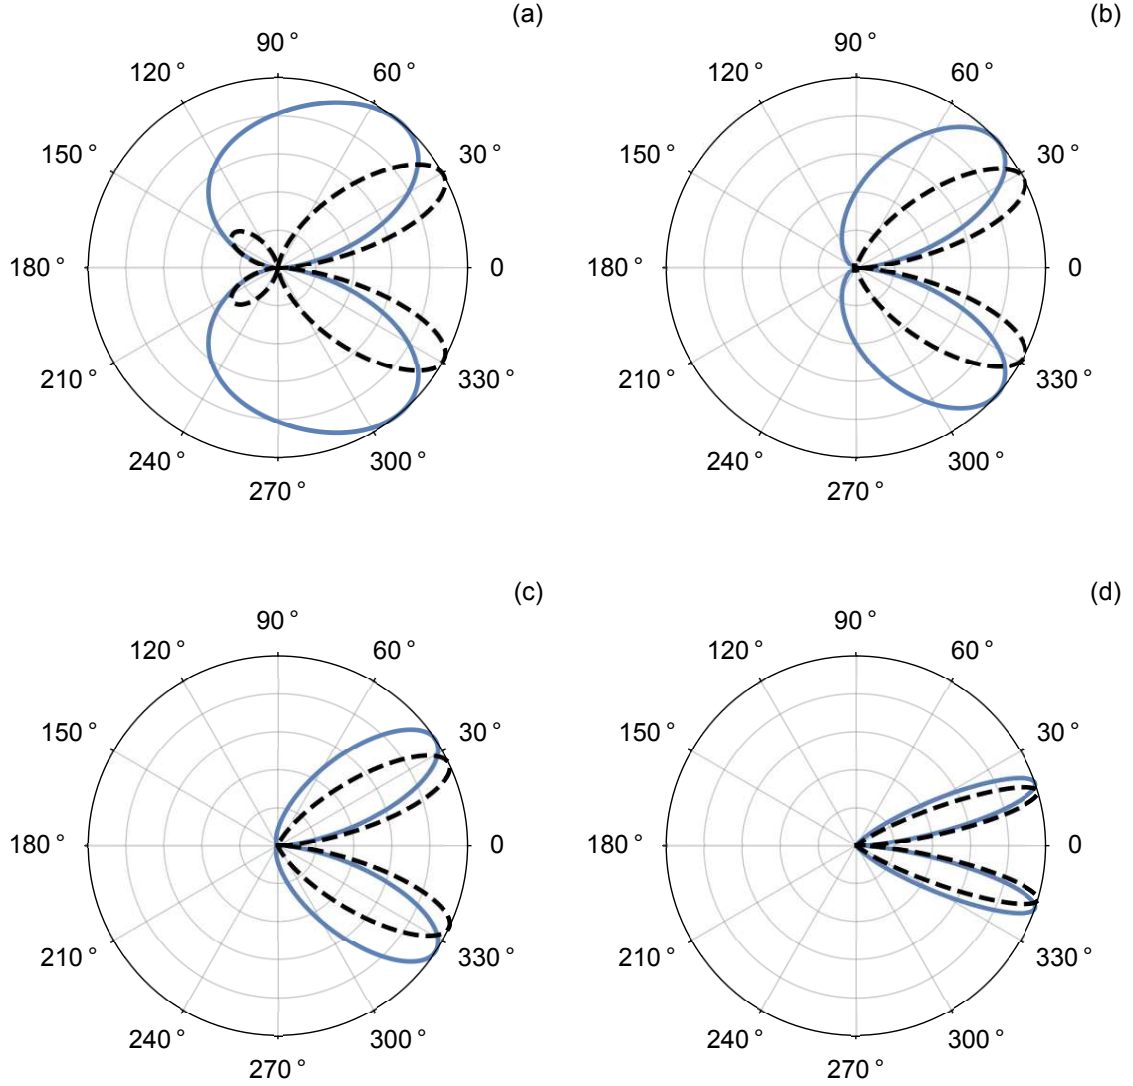 (a) (b)
90 ° 90 °
120 ° 60 ° 120 ° 60 °
150 ° 30 ° 150 ° 30 °
180 ° 0 180 ° 0
210 ° 330 ° 210 ° 330 °
240 ° 300 ° 240 ° 300 °
270 ° 270 °
(c) (d)
90 ° 90 °
120 ° 60 ° 120 ° 60 °
150 ° 30 ° 150 ° 30 °
180 ° 0 180 ° 0
210 ° 330 ° 210 ° 330 °
240 ° 300 ° 240 ° 300 °
270 ° 270 °